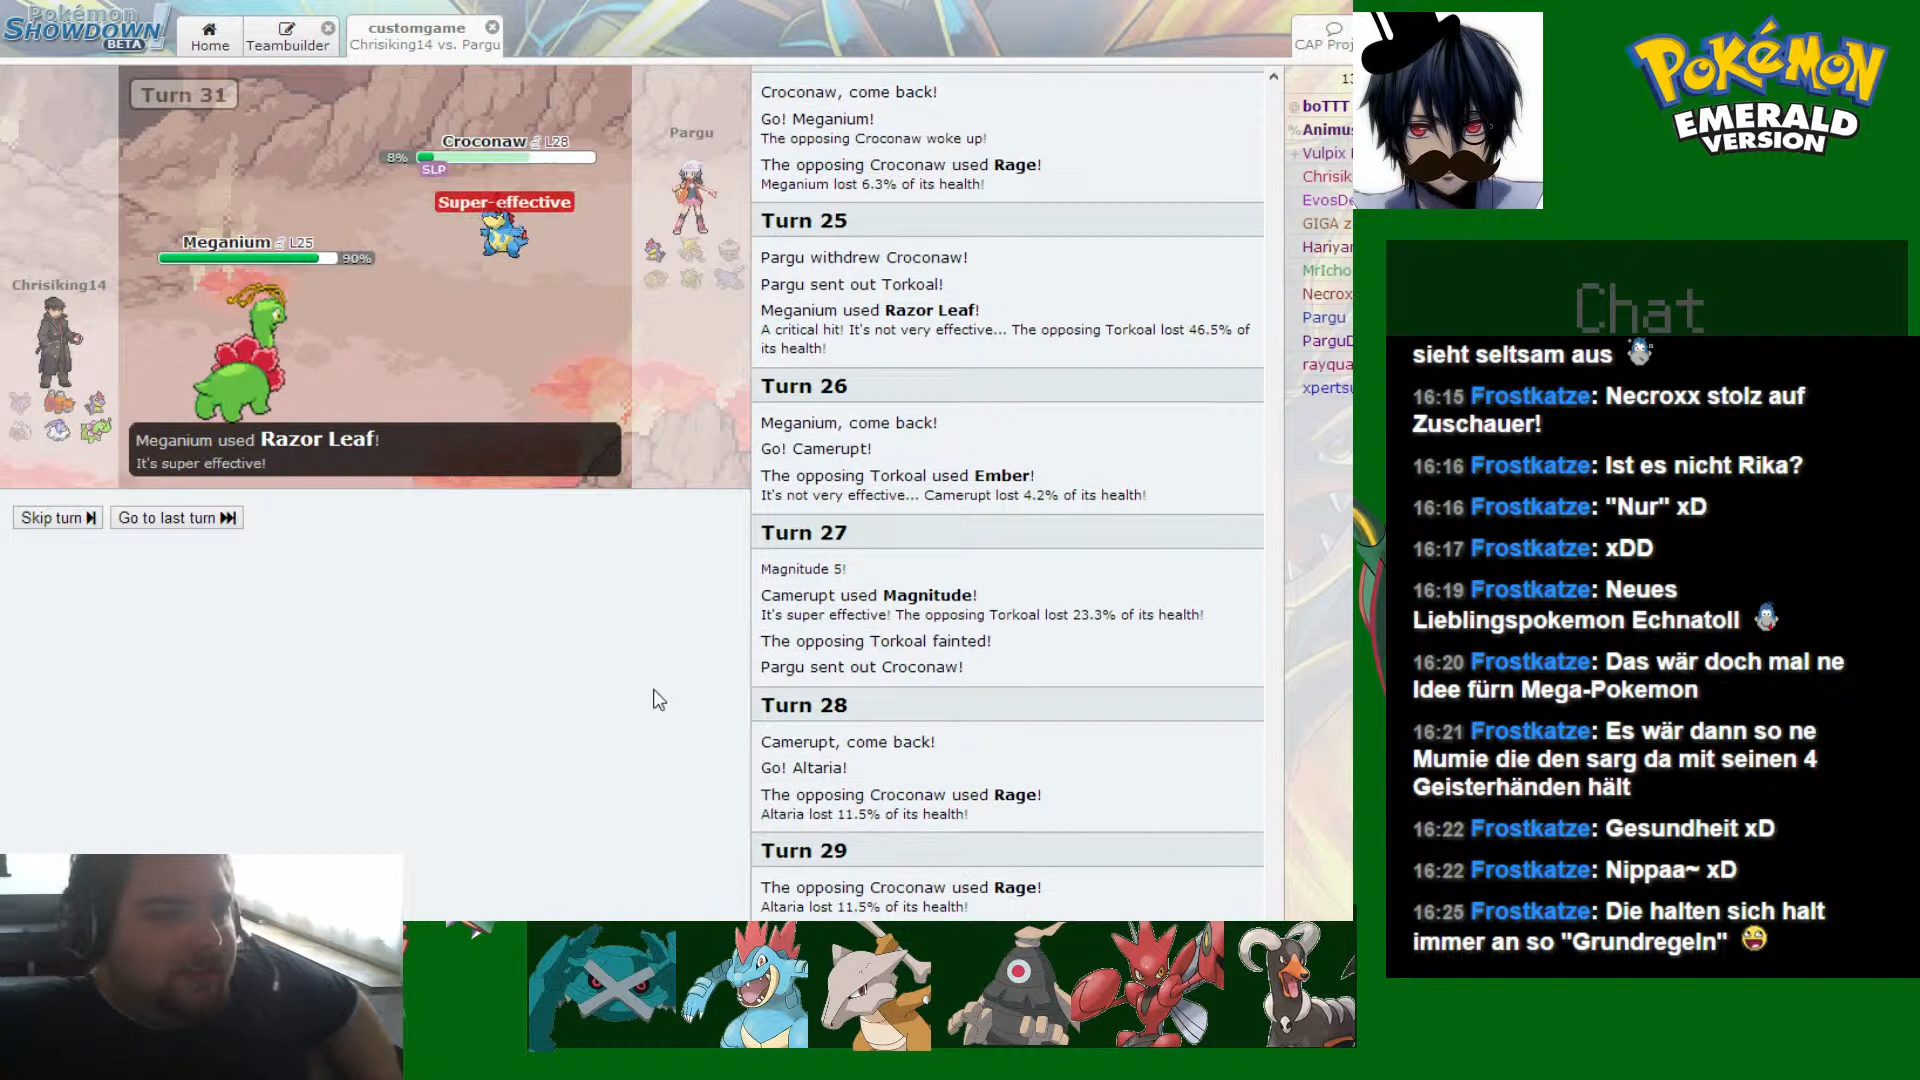 Pokémon
SHOWDOWN!
BETA
Home
Teambuilder
customgame
Chrisiking14 vs. Pargu
CAP Proj
Turn 31
Croconaw L28
8%
SLP
Super-effective
Meganium L25
90%
Pargu
Chrisiking14
Meganium used Razor Leaf!
It's super effective!
Skip turn
Go to last turn
Croconaw, come back!
Go! Meganium!
The opposing Croconaw woke up!
The opposing Croconaw used Rage!
Meganium lost 6.3% of its health!
Turn 25
Pargu withdrew Croconaw!
Pargu sent out Torkoal!
Meganium used Razor Leaf!
A critical hit! It's not very effective... The opposing Torkoal lost 46.5% of
its health!
Turn 26
Meganium, come back!
Go! Camerupt!
The opposing Torkoal used Ember!
It's not very effective... Camerupt lost 4.2% of its health!
Turn 27
Magnitude 5!
Camerupt used Magnitude!
It's super effective! The opposing Torkoal lost 23.3% of its health!
The opposing Torkoal fainted!
Pargu sent out Croconaw!
Turn 28
Camerupt, come back!
Go! Altaria!
The opposing Croconaw used Rage!
Altaria lost 11.5% of its health!
Turn 29
The opposing Croconaw used Rage!
Altaria lost 11.5% of its health!
13
@boTTT
%Animus
+Vulpix
Chrisik
EvosDe
GIGA z
Hariyar
MrIcho
Necrox
Pargu
ParguD
rayqua
xpertsu
POKéMON
EMERALD
VERSION
Chat
sieht seltsam aus
16:15 Frostkatze: Necroxx stolz auf
Zuschauer!
16:16 Frostkatze: Ist es nicht Rika?
16:16 Frostkatze: "Nur" xD
16:17 Frostkatze: xDD
16:19 Frostkatze: Neues
Lieblingspokemon Echnatoll
16:20 Frostkatze: Das wär doch mal ne
Idee fürn Mega-Pokemon
16:21 Frostkatze: Es wär dann so ne
Mumie die den sarg da mit seinen 4
Geisterhänden hält
16:22 Frostkatze: Gesundheit xD
16:22 Frostkatze: Nippaa~ xD
16:25 Frostkatze: Die halten sich halt
immer an so "Grundregeln"